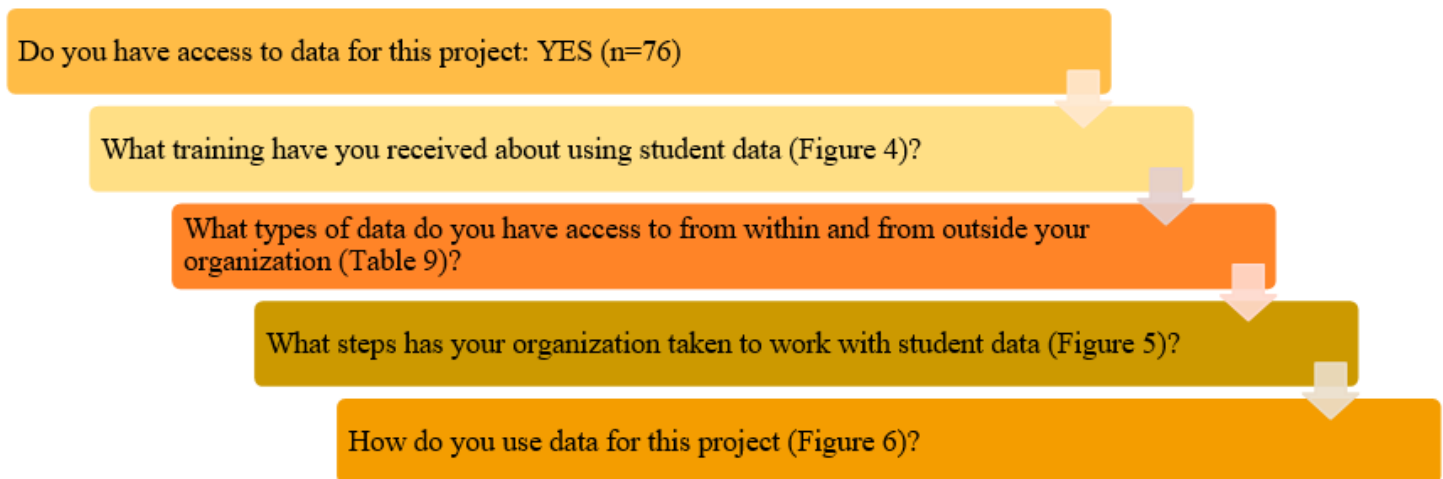 Do you have access to data for this project: YES (n=76)
What training have you received about using student data (Figure 4)?
What types of data do you have access to from within and from outside your
organization (Table 9)?
What steps has your organization taken to work with student data (Figure 5)?
How do you use data for this project (Figure 6)?